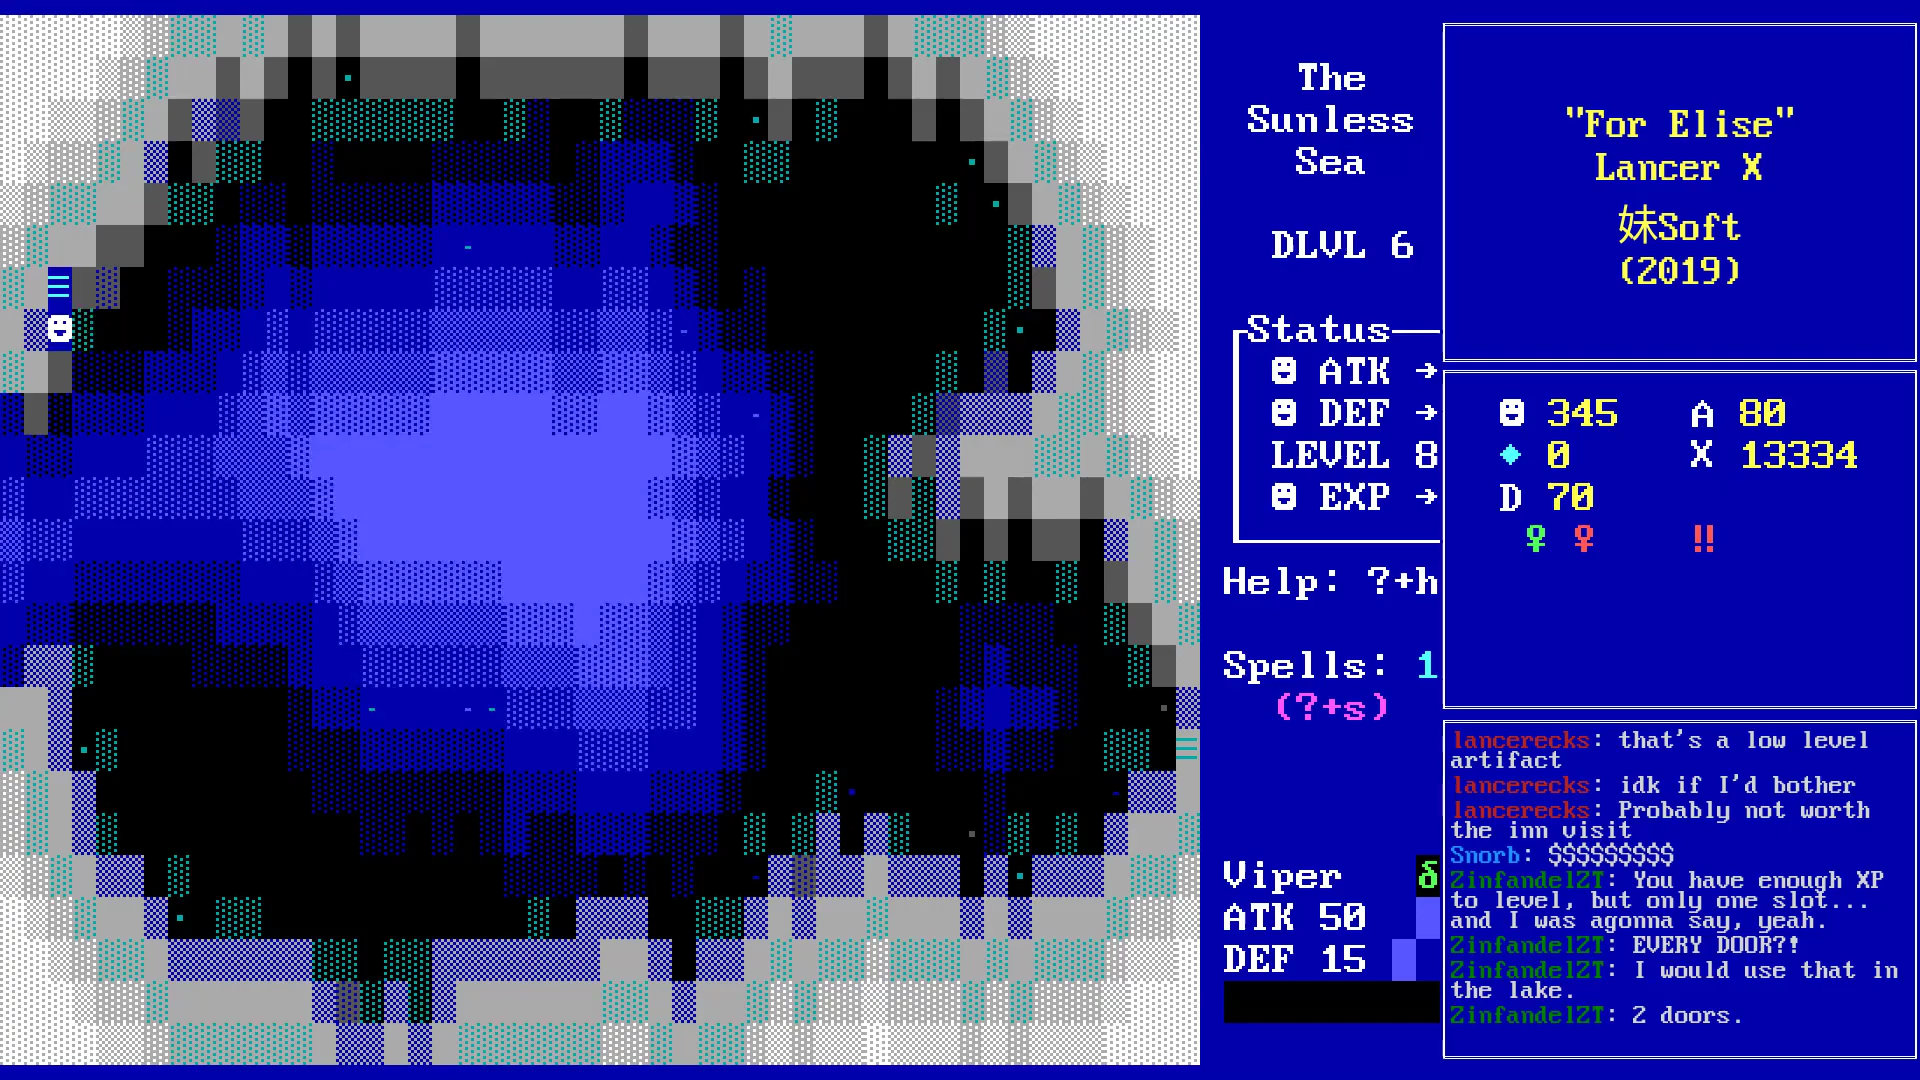 The
Sunless
Sea
DLVL 6
Status
ATK →
DEF →
LEVEL 8
EXP →
Help: ?+h
Spells: 1
(?+s)
Viper δ
ATK 50
DEF 15
"For Elise"
Lancer X
妹Soft
(2019)
345 A 80
0 X 13334
D 70
♀ ♀ ‼
lancerecks: that's a low level
artifact
lancerecks: idk if I'd bother
lancerecks: Probably not worth
the inn visit
Snorb: $$$$$$$$$
ZinfandelZT: You have enough XP
to level, but only one slot...
and I was agonna say, yeah.
ZinfandelZT: EVERY DOOR?!
ZinfandelZT: I would use that in
the lake.
ZinfandelZT: 2 doors.